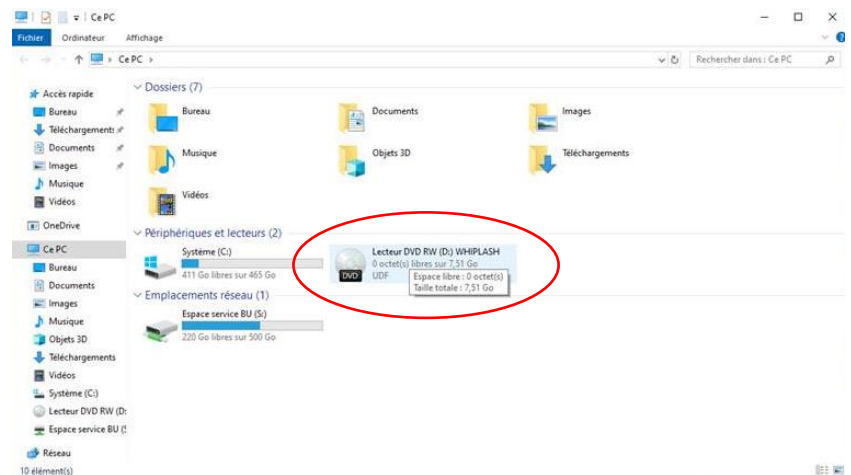 Ce PC
Fichier Ordinateur Affichage
Ce PC
Rechercher dans : Ce PC
Accès rapide
Bureau
Téléchargements
Documents
Images
Musique
Vidéos
OneDrive
Ce PC
Bureau
Documents
Images
Musique
Objets 3D
Téléchargements
Vidéos
Système (C:)
Lecteur DVD RW (D:
Espace service BU (S
Réseau
Dossiers (7)
Bureau
Documents
Images
Musique
Objets 3D
Téléchargements
Vidéos
Périphériques et lecteurs (2)
Système (C:)
411 Go libres sur 465 Go
DVD
Lecteur DVD RW (D:) WHIPLASH
0 octet(s) libres sur 7,51 Go
UDF
Espace libre : 0 octet(s)
Taille totale : 7,51 Go
Emplacements réseau (1)
Espace service BU (S:)
220 Go libres sur 500 Go
10 élément(s)